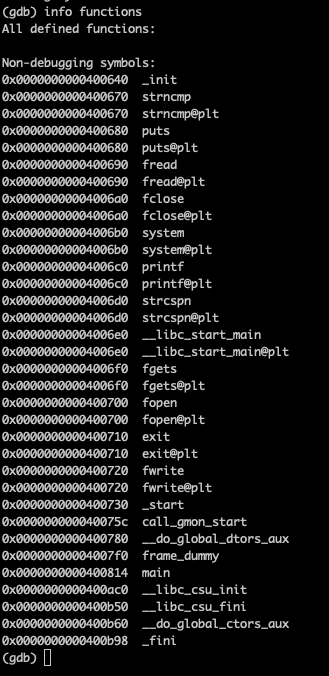 (gdb) info functions
All defined functions:

Non-debugging symbols:
0x0000000000400640  _init
0x0000000000400670  strncmp
0x0000000000400670  strncmp@plt
0x0000000000400680  puts
0x0000000000400680  puts@plt
0x0000000000400690  fread
0x0000000000400690  fread@plt
0x00000000004006a0  fclose
0x00000000004006a0  fclose@plt
0x00000000004006b0  system
0x00000000004006b0  system@plt
0x00000000004006c0  printf
0x00000000004006c0  printf@plt
0x00000000004006d0  strcspn
0x00000000004006d0  strcspn@plt
0x00000000004006e0  __libc_start_main
0x00000000004006e0  __libc_start_main@plt
0x00000000004006f0  fgets
0x00000000004006f0  fgets@plt
0x0000000000400700  fopen
0x0000000000400700  fopen@plt
0x0000000000400710  exit
0x0000000000400710  exit@plt
0x0000000000400720  fwrite
0x0000000000400720  fwrite@plt
0x0000000000400730  _start
0x000000000040075c  call_gmon_start
0x0000000000400780  __do_global_dtors_aux
0x00000000004007f0  frame_dummy
0x0000000000400814  main
0x0000000000400ac0  __libc_csu_init
0x0000000000400b50  __libc_csu_fini
0x0000000000400b60  __do_global_ctors_aux
0x0000000000400b98  _fini
(gdb)